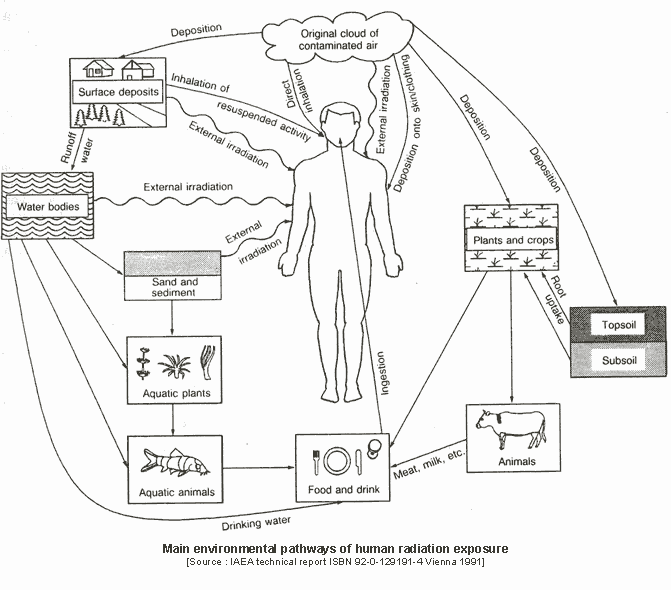 Original cloud of
contaminated air
Deposition
Surface deposits
Inhalation of
resuspended activity
Direct
inhalation
External irradiation
Deposition onto skin/clothing
Deposition
Deposition
External irradiation
Runoff
water
Water bodies
External irradiation
External
irradiation
Plants and crops
Sand and
sediment
Root
uptake
Topsoil
Subsoil
Aquatic plants
Ingestion
Aquatic animals
Food and drink
Meat, milk, etc.
Animals
Drinking water
Main environmental pathways of human radiation exposure
[Source : IAEA technical report ISBN 92-0-129191-4 Vienna 1991]